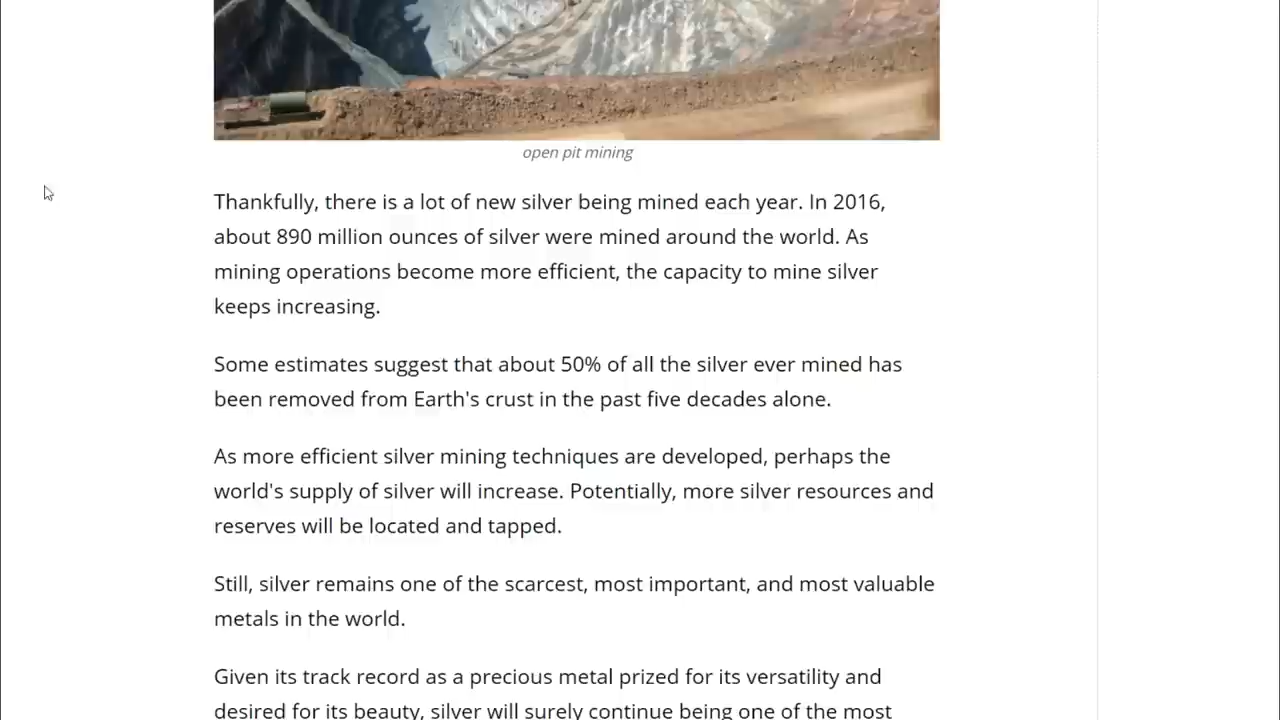 open pit mining
Thankfully, there is a lot of new silver being mined each year. In 2016,
about 890 million ounces of silver were mined around the world. As
mining operations become more efficient, the capacity to mine silver
keeps increasing.
Some estimates suggest that about 50% of all the silver ever mined has
been removed from Earth's crust in the past five decades alone.
As more efficient silver mining techniques are developed, perhaps the
world's supply of silver will increase. Potentially, more silver resources and
reserves will be located and tapped.
Still, silver remains one of the scarcest, most important, and most valuable
metals in the world.
Given its track record as a precious metal prized for its versatility and
desired for its beauty, silver will surely continue being one of the most